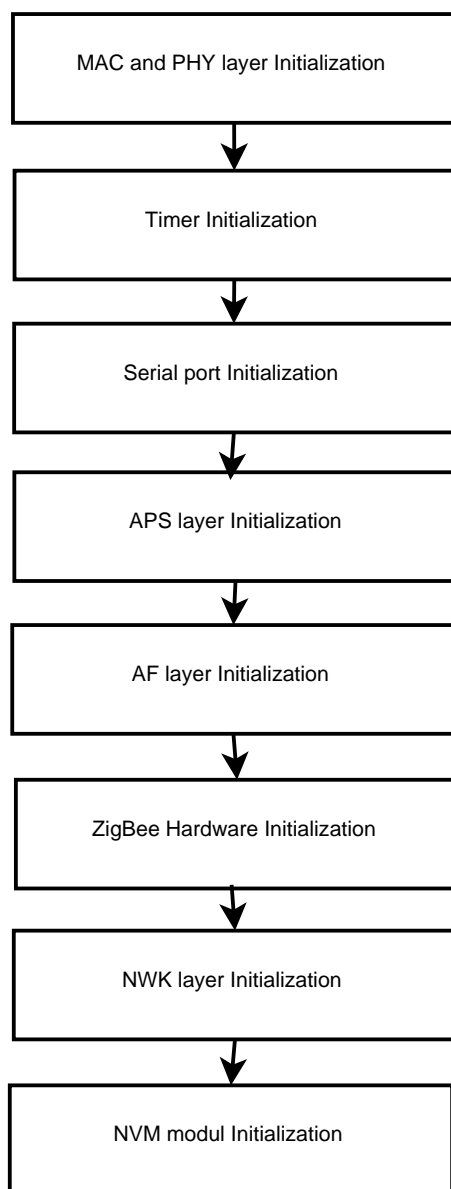 MAC and PHY layer Initialization
Timer Initialization
Serial port Initialization
APS layer Initialization
AF layer Initialization
ZigBee Hardware Initialization
NWK layer Initialization
NVM modul Initialization